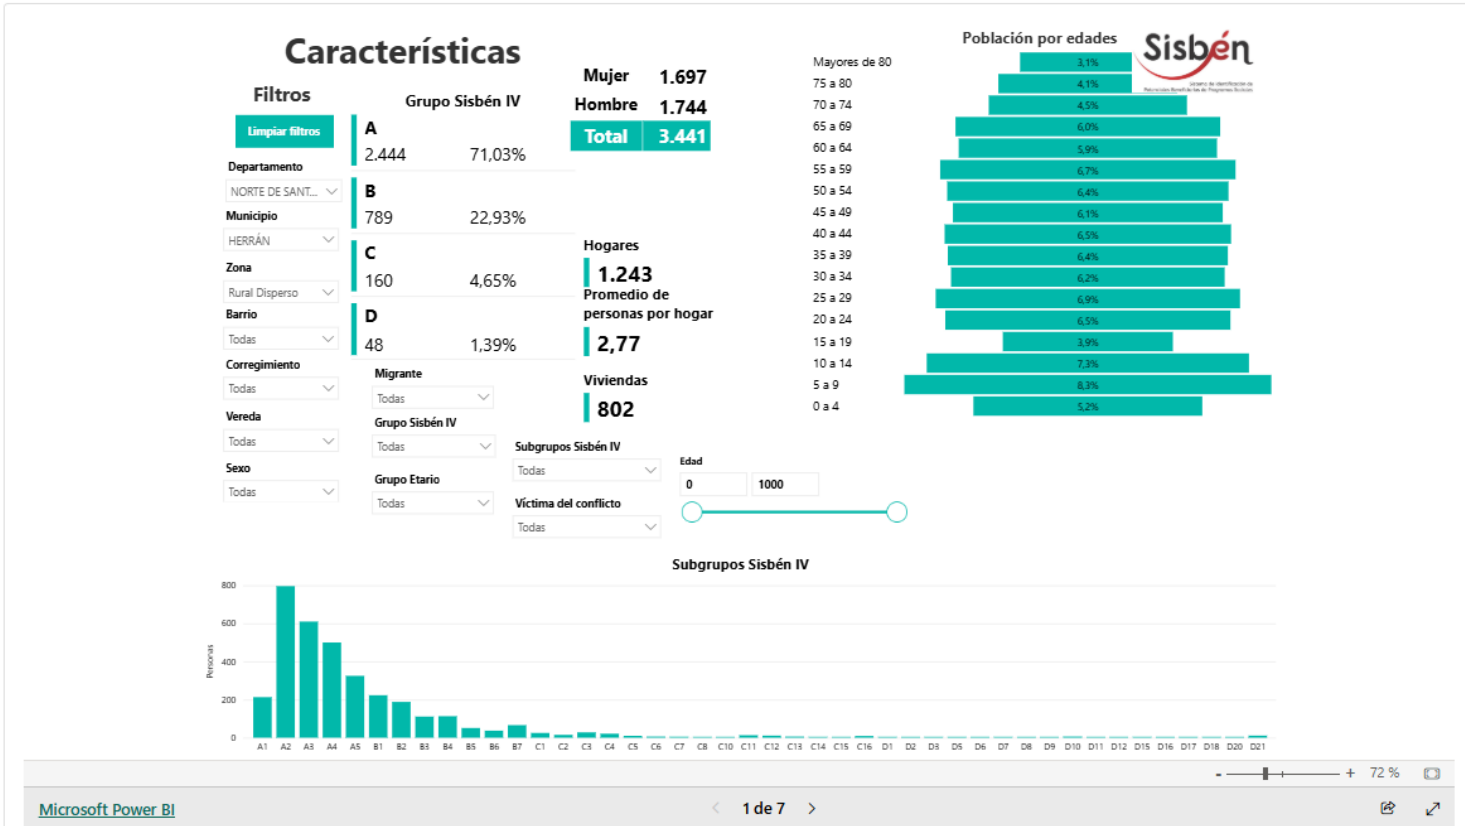 Características
Filtros
Limpiar filtros
Departamento
NORTE DE SANT...
Municipio
HERRÁN
Zona
Rural Disperso
Barrio
Todas
Corregimiento
Todas
Vereda
Todas
Sexo
Todas
Grupo Sisbén IV
A
2.444 71,03%
B
789 22,93%
C
160 4,65%
D
48 1,39%
Migrante
Todas
Grupo Sisbén IV
Todas
Grupo Etario
Todas
Mujer 1.697
Hombre 1.744
Total 3.441
Hogares
1.243
Promedio de
personas por hogar
2,77
Viviendas
802
Subgrupos Sisbén IV
Todas
Víctima del conflicto
Todas
Edad
0 1000
Población por edades
Sisbén
Mayores de 80 3,1%
75 a 80 4,1%
70 a 74 4,5%
65 a 69 6,0%
60 a 64 5,9%
55 a 59 6,7%
50 a 54 6,4%
45 a 49 6,1%
40 a 44 6,5%
35 a 39 6,4%
30 a 34 6,2%
25 a 29 6,9%
20 a 24 6,5%
15 a 19 3,9%
10 a 14 7,3%
5 a 9 8,3%
0 a 4 5,2%
Subgrupos Sisbén IV
Personas
800
600
400
200
0
A1 A2 A3 A4 A5 B1 B2 B3 B4 B5 B6 B7 C1 C2 C3 C4 C5 C6 C7 C8 C10 C11 C12 C13 C14 C15 C16 D1 D2 D3 D5 D6 D7 D8 D9 D10 D11 D12 D15 D16 D17 D18 D20 D21
- + 72 %
Microsoft Power BI
1 de 7